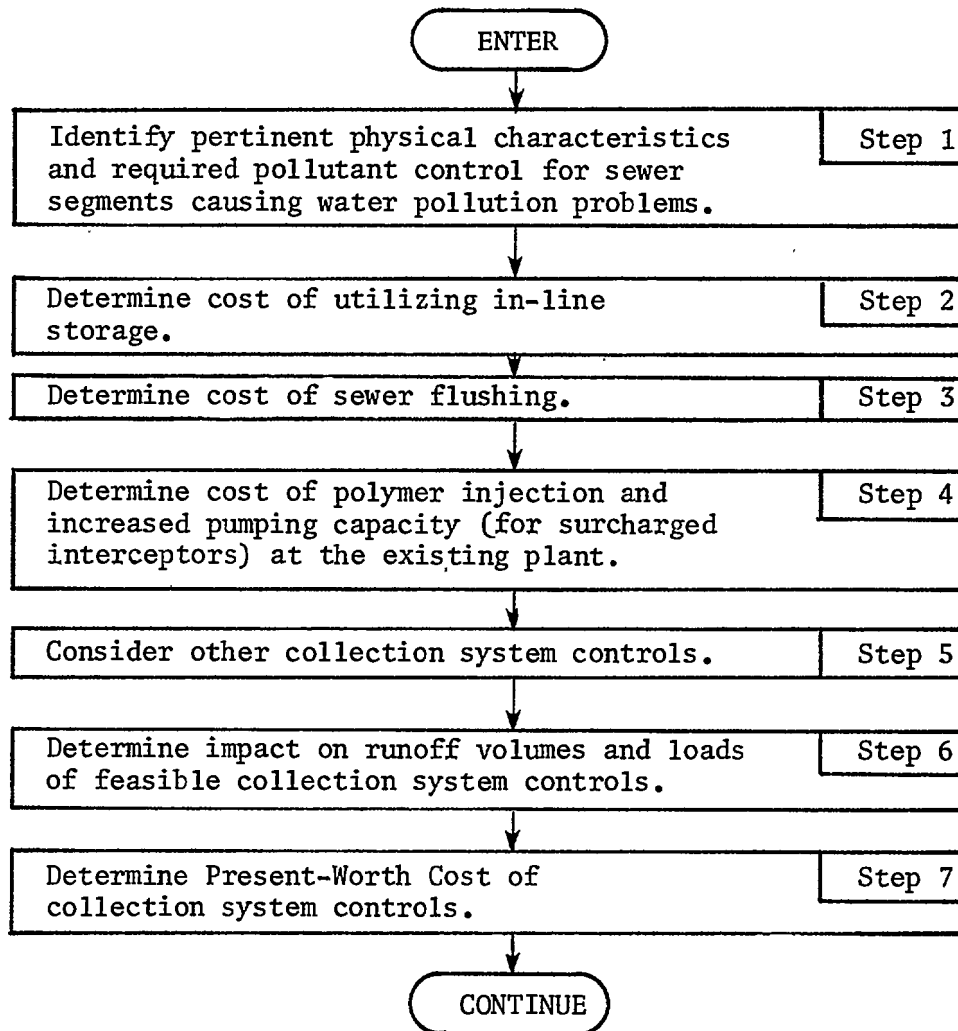 ENTER
Identify pertinent physical characteristics
and required pollutant control for sewer
segments causing water pollution problems.
Step 1
Determine cost of utilizing in-line
storage.
Step 2
Determine cost of sewer flushing.
Step 3
Determine cost of polymer injection and
increased pumping capacity (for surcharged
interceptors) at the existing plant.
Step 4
Consider other collection system controls.
Step 5
Determine impact on runoff volumes and loads
of feasible collection system controls.
Step 6
Determine Present-Worth Cost of
collection system controls.
Step 7
CONTINUE